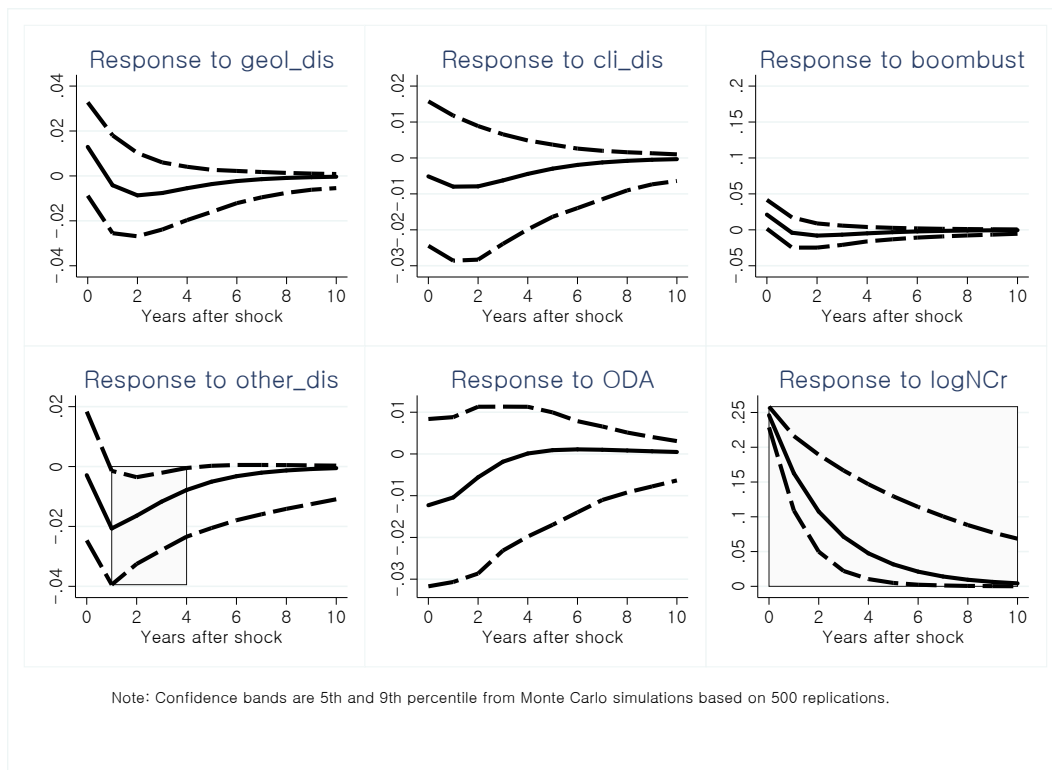 Response to geol_dis
.04
.02
0
-.02
-.04
0 2 4 6 8 10
Years after shock
Response to cli_dis
.02
.01
0
-.01
-.02
-.03
0 2 4 6 8 10
Years after shock
Response to boombust
.2
.15
.1
.05
0
-.05
0 2 4 6 8 10
Years after shock
Response to other_dis
.02
0
-.02
-.04
0 2 4 6 8 10
Years after shock
Response to ODA
.01
0
-.01
-.02
-.03
0 2 4 6 8 10
Years after shock
Response to logNCr
.25
.2
.15
.1
.05
0
0 2 4 6 8 10
Years after shock
Note: Confidence bands are 5th and 9th percentile from Monte Carlo simulations based on 500 replications.